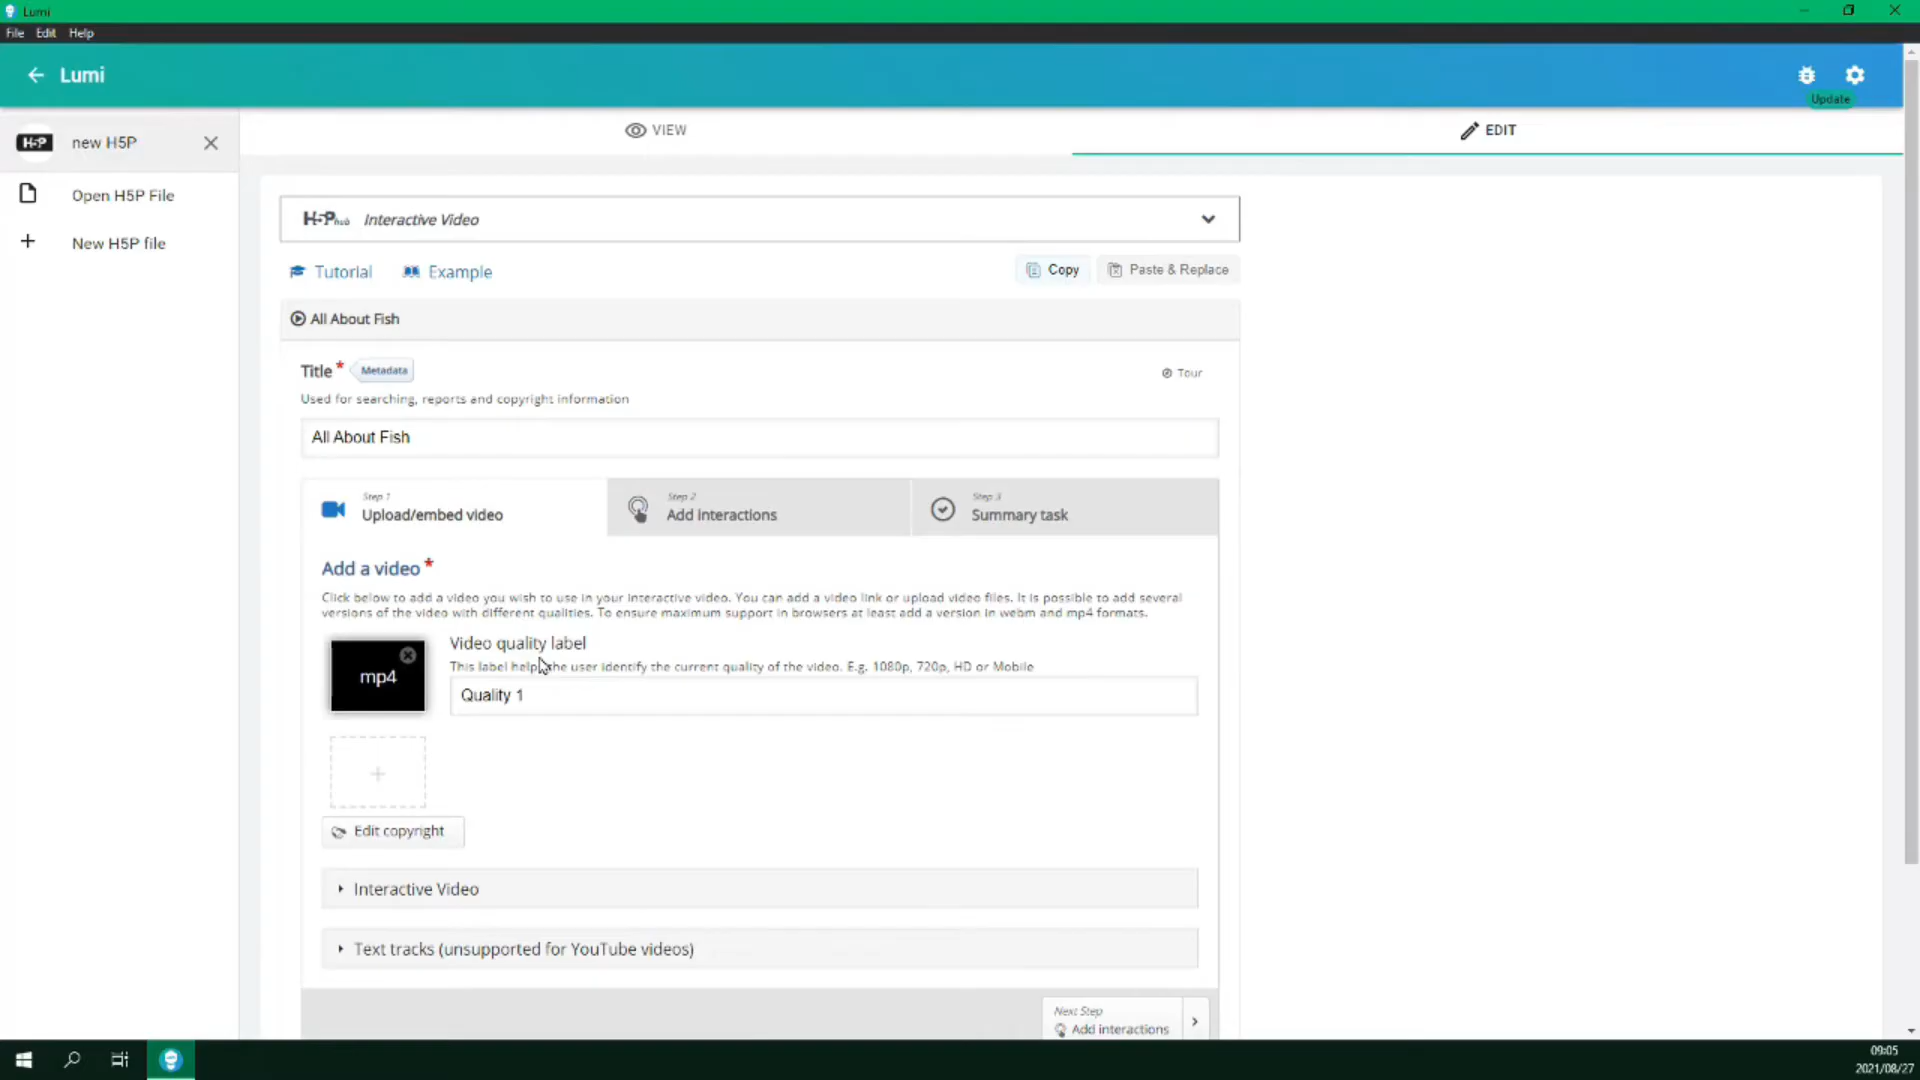 Lumi
File Edit Help
Lumi
Update
H5P new H5P
VIEW
EDIT
Open H5P File
New H5P file
H5P hub Interactive Video
Tutorial Example
Copy Paste & Replace
All About Fish
Title * Metadata
Tour
Used for searching, reports and copyright information
All About Fish
Step 1
Upload/embed video
Step 2
Add interactions
Step 3
Summary task
Add a video *
Click below to add a video you wish to use in your interactive video. You can add a video link or upload video files. It is possible to add several
versions of the video with different qualities. To ensure maximum support in browsers at least add a version in webm and mp4 formats.
mp4
Video quality label
This label helps the user identify the current quality of the video. E.g. 1080p, 720p, HD or Mobile
Quality 1
+
Edit copyright
Interactive Video
Text tracks (unsupported for YouTube videos)
Next Step
Add interactions
09:05
2021/08/27